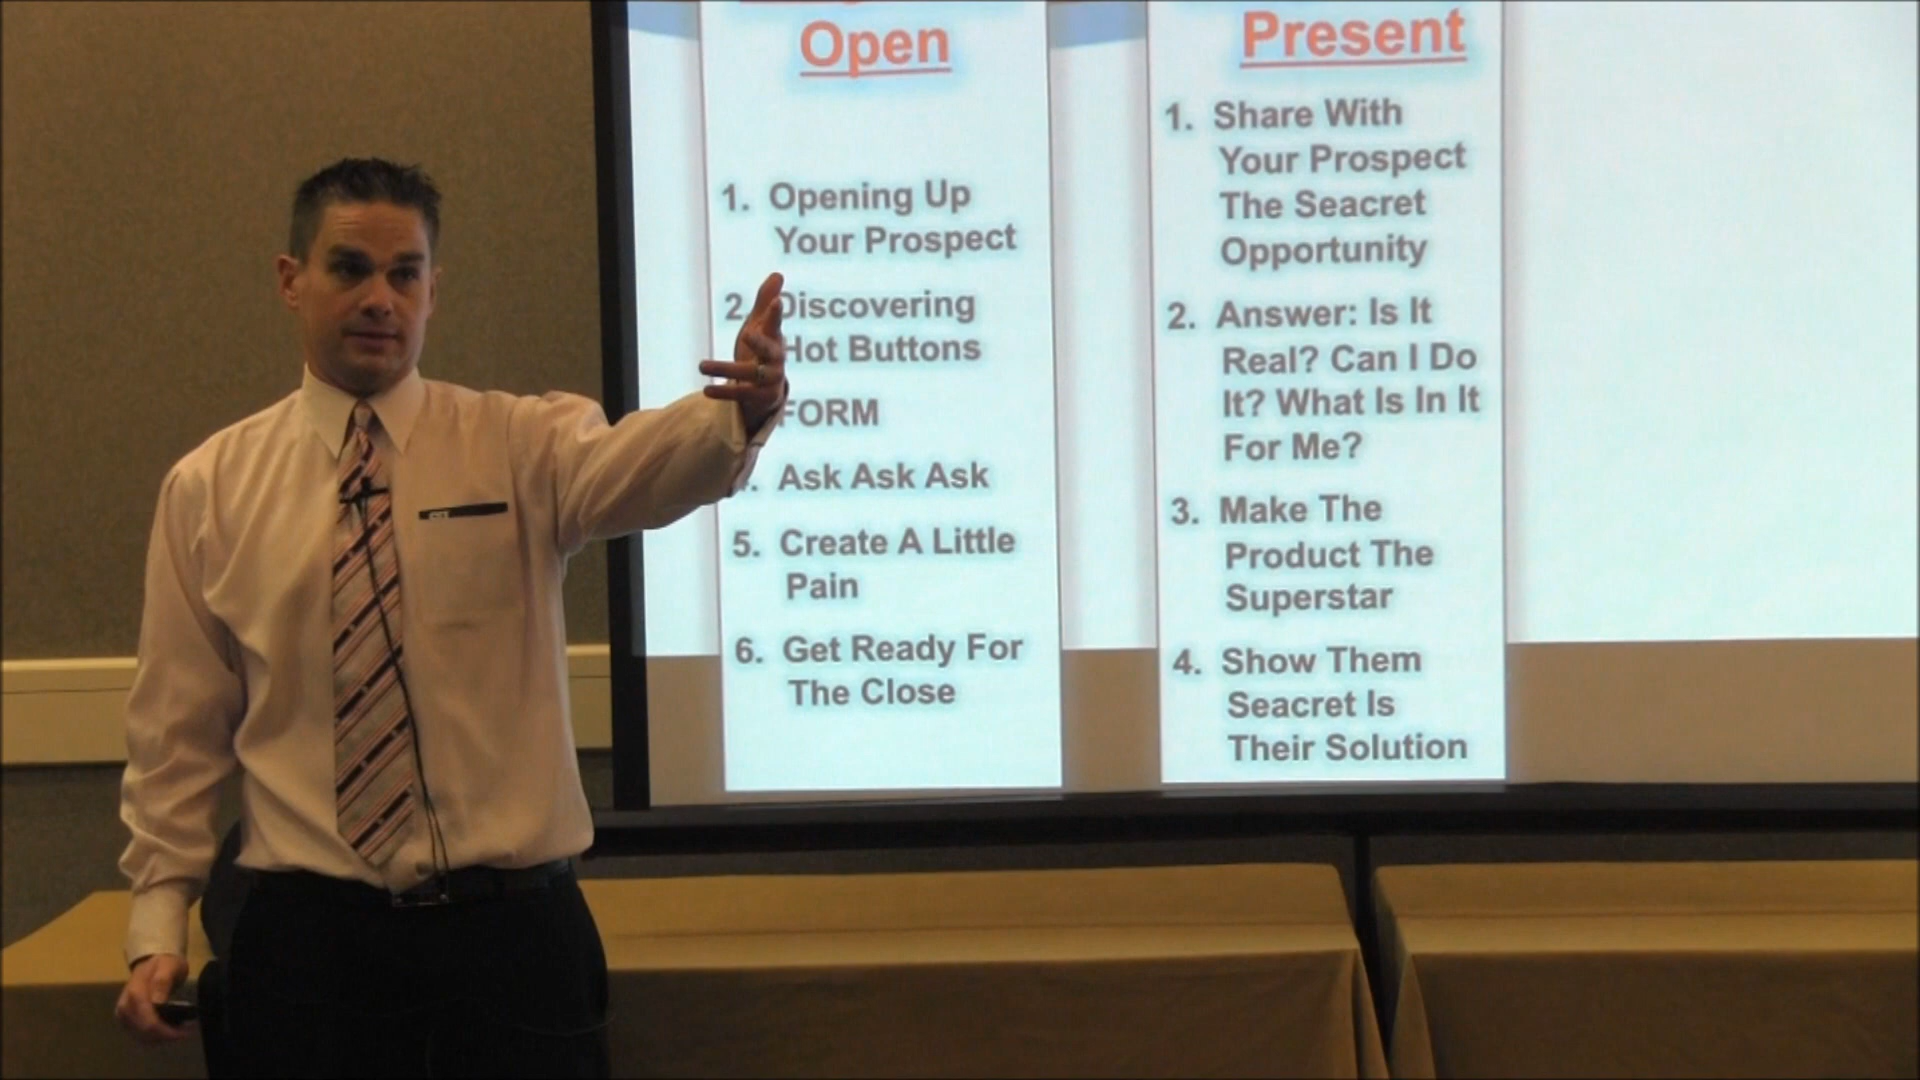 Open
1. Opening Up
Your Prospect
2. Discovering
Hot Buttons
FORM
Ask Ask Ask
5. Create A Little
Pain
6. Get Ready For
The Close
Present
1. Share With
Your Prospect
The Seacret
Opportunity
2. Answer: Is It
Real? Can I Do
It? What Is In It
For Me?
3. Make The
Product The
Superstar
4. Show Them
Seacret Is
Their Solution